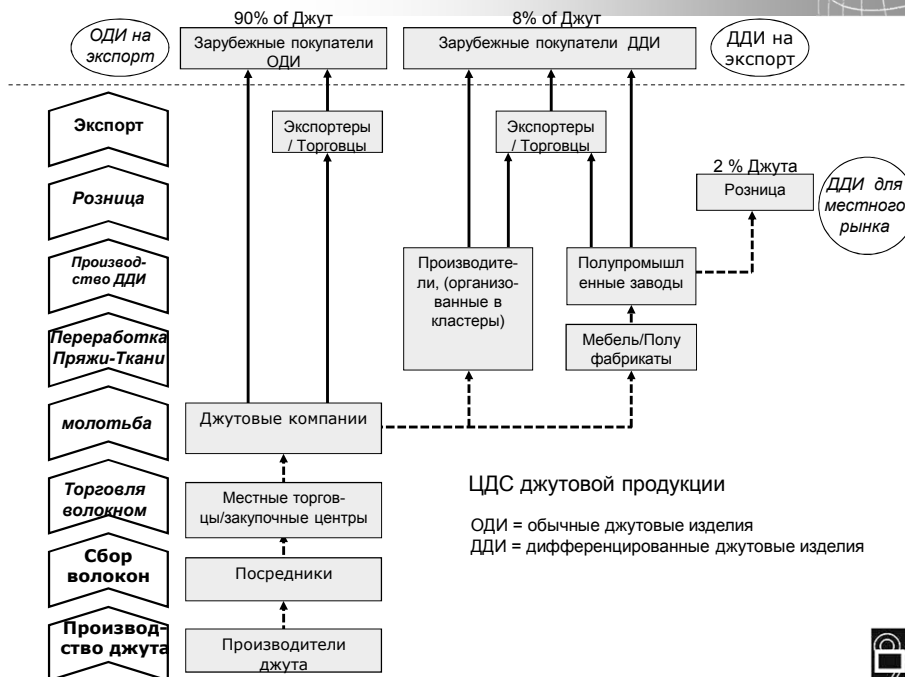 90% of Джут
8% of Джут
ОДИ на
экспорт
Зарубежные покупатели
ОДИ
Зарубежные покупатели ДДИ
ДДИ на
экспорт
Экспорт
Экспортеры
/ Торговцы
Экспортеры
/ Торговцы
2 % Джута
Розница
Розница
ДДИ для
местного
рынка
Производ-
ство ДДИ
Производите-
ли, (организо-
ванные в
кластеры)
Полупромышл
енные заводы
Переработка
Пряжи-Ткани
Мебель/Полу
фабрикаты
молотьба
Джутовые компании
Торговля
волокном
Местные торгов-
цы/закупочные центры
ЦДС джутовой продукции
ОДИ = обычные джутовые изделия
ДДИ = дифференцированные джутовые изделия
Сбор
волокон
Посредники
Производ-
ство джута
Производители
джута